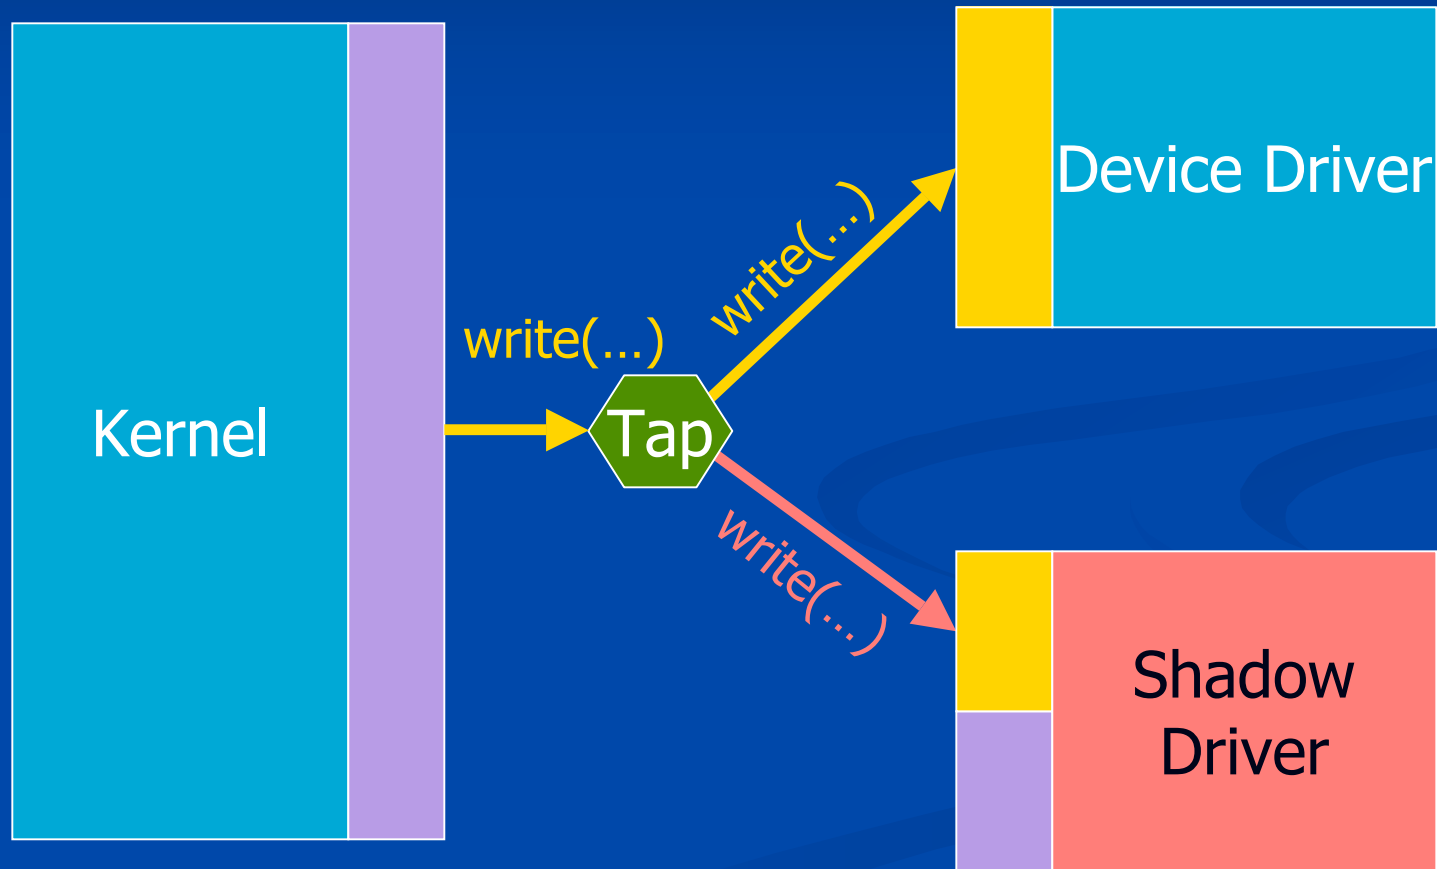 Device Driver
write(...)
write(...)
Kernel
Tap
write(...)
Shadow
Driver